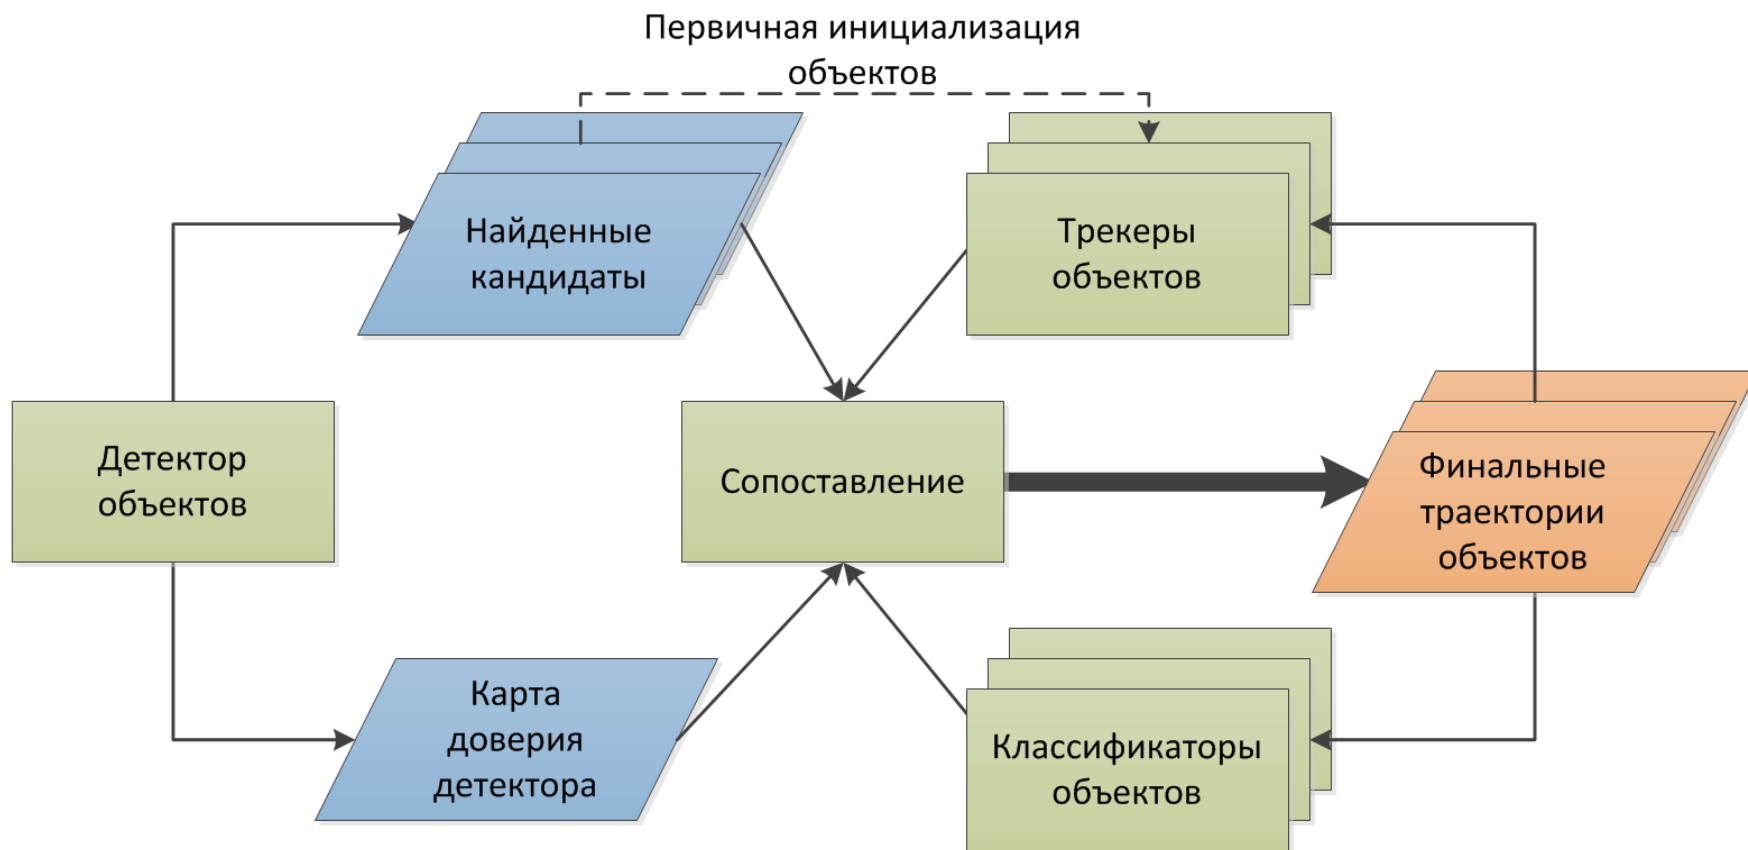 Первичная инициализация
объектов
Найденные
кандидаты
Трекеры
объектов
Детектор
объектов
Сопоставление
Финальные
траектории
объектов
Карта
доверия
детектора
Классификаторы
объектов